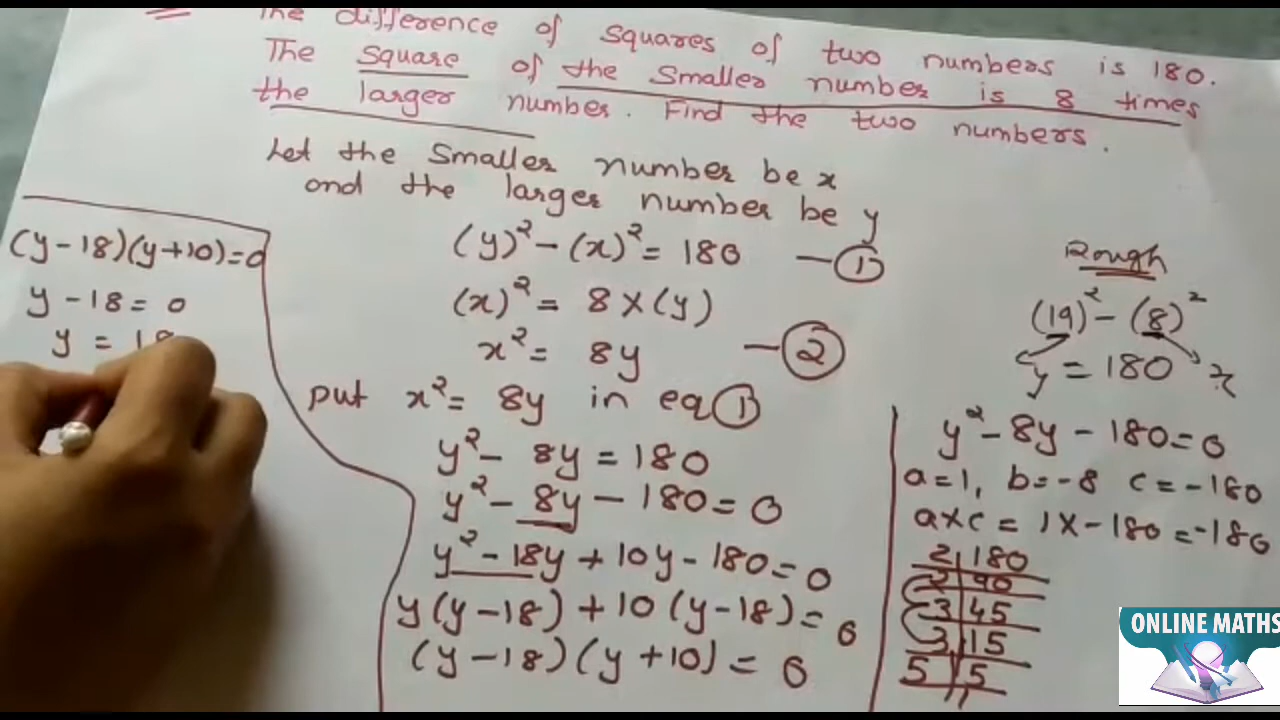 The difference of squares of two numbers is 180.
The square of the smaller number is 8 times
the larger number. Find the two numbers.
Let the smaller number be x
and the larger number be y
(y)² - (x)² = 180 — ①
(x)² = 8 × (y)
x² = 8y — ②
put x² = 8y in eq ①
y² - 8y = 180
y² - 8y - 180 = 0
y² - 18y + 10y - 180 = 0
y(y - 18) + 10(y - 18) = 0
(y - 18)(y + 10) = 0
(y - 18)(y + 10) = 0
y - 18 = 0
y = 18
Rough
(19)² - (8)²
y = 180 x
y² - 8y - 180 = 0
a = 1, b = -8 c = -180
a × c = 1 × -180 = -180
2 | 180
2 | 90
3 | 45
3 | 15
5 | 5
1
ONLINE MATHS